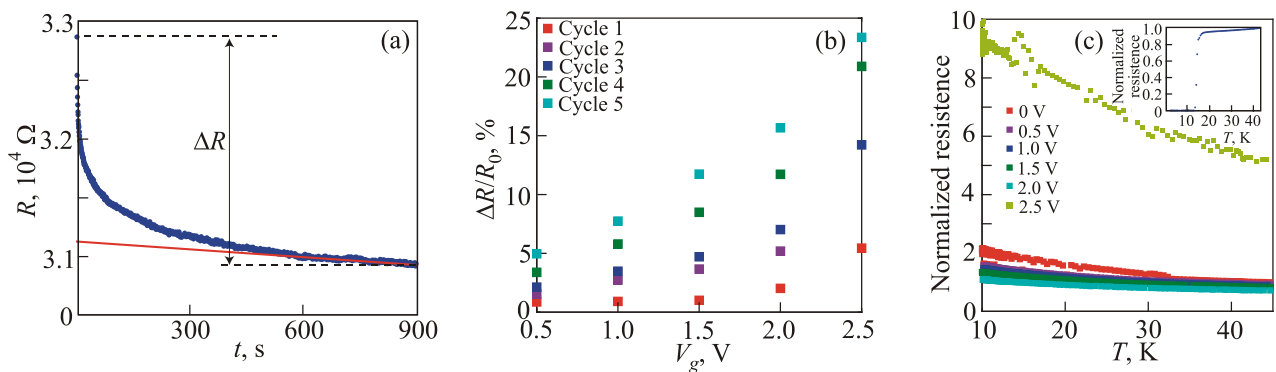 (a)
3.3
3.2
3.1
0
R, 10⁴ Ω
ΔR
300
600
900
t, s
(b)
25
20
15
10
5
0
ΔR/R₀, %
Cycle 1
Cycle 2
Cycle 3
Cycle 4
Cycle 5
0.5
1.0
1.5
2.0
2.5
V_g, V
(c)
10
8
6
4
2
0
Normalized resistence
0 V
0.5 V
1.0 V
1.5 V
2.0 V
2.5 V
10
20
30
40
T, K
Normalized
resistence
1.0
0.8
0.6
0.4
0.2
0
10
20
30
40
T, K